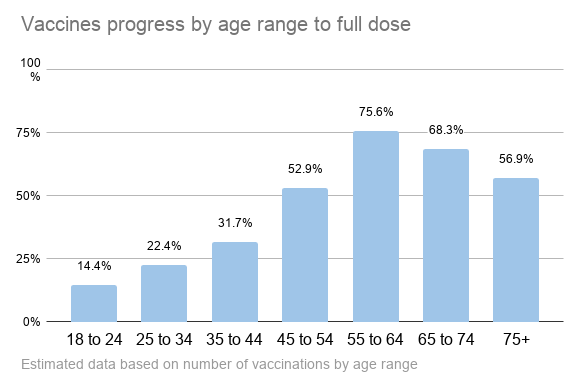 Vaccines progress by age range to full dose
100
%
75%
50%
25%
0%
14.4%
22.4%
31.7%
52.9%
75.6%
68.3%
56.9%
18 to 24
25 to 34
35 to 44
45 to 54
55 to 64
65 to 74
75+
Estimated data based on number of vaccinations by age range